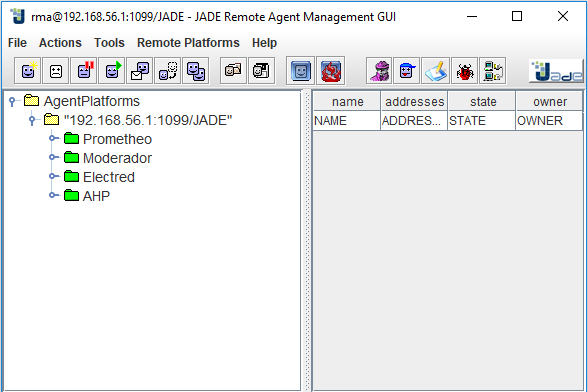 rma@192.168.56.1:1099/JADE - JADE Remote Agent Management GUI
File Actions Tools Remote Platforms Help
Jade
AgentPlatforms
"192.168.56.1:1099/JADE"
Prometheo
Moderador
Electred
AHP
name addresses state owner
NAME ADDRES... STATE OWNER